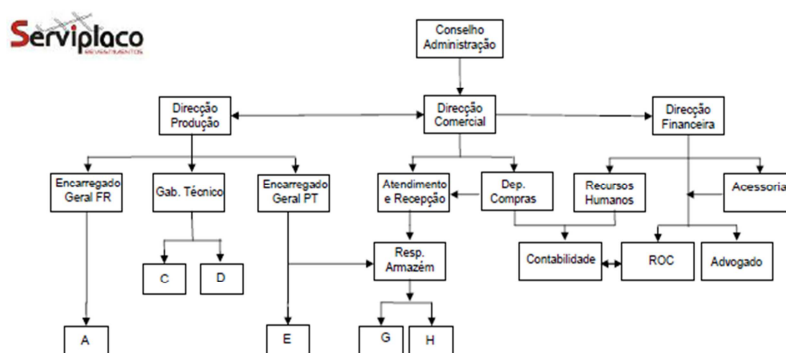 Serviplaco
REVESTIMENTOS
Conselho
Administração
Direcção
Produção
Direcção
Comercial
Direcção
Financeira
Encarregado
Geral FR
Gab. Técnico
Encarregado
Geral PT
Atendimento
e Recepção
Dep.
Compras
Recursos
Humanos
Acessoria
Resp.
Armazém
Contabilidade
ROC
Advogado
C
D
A
E
G
H